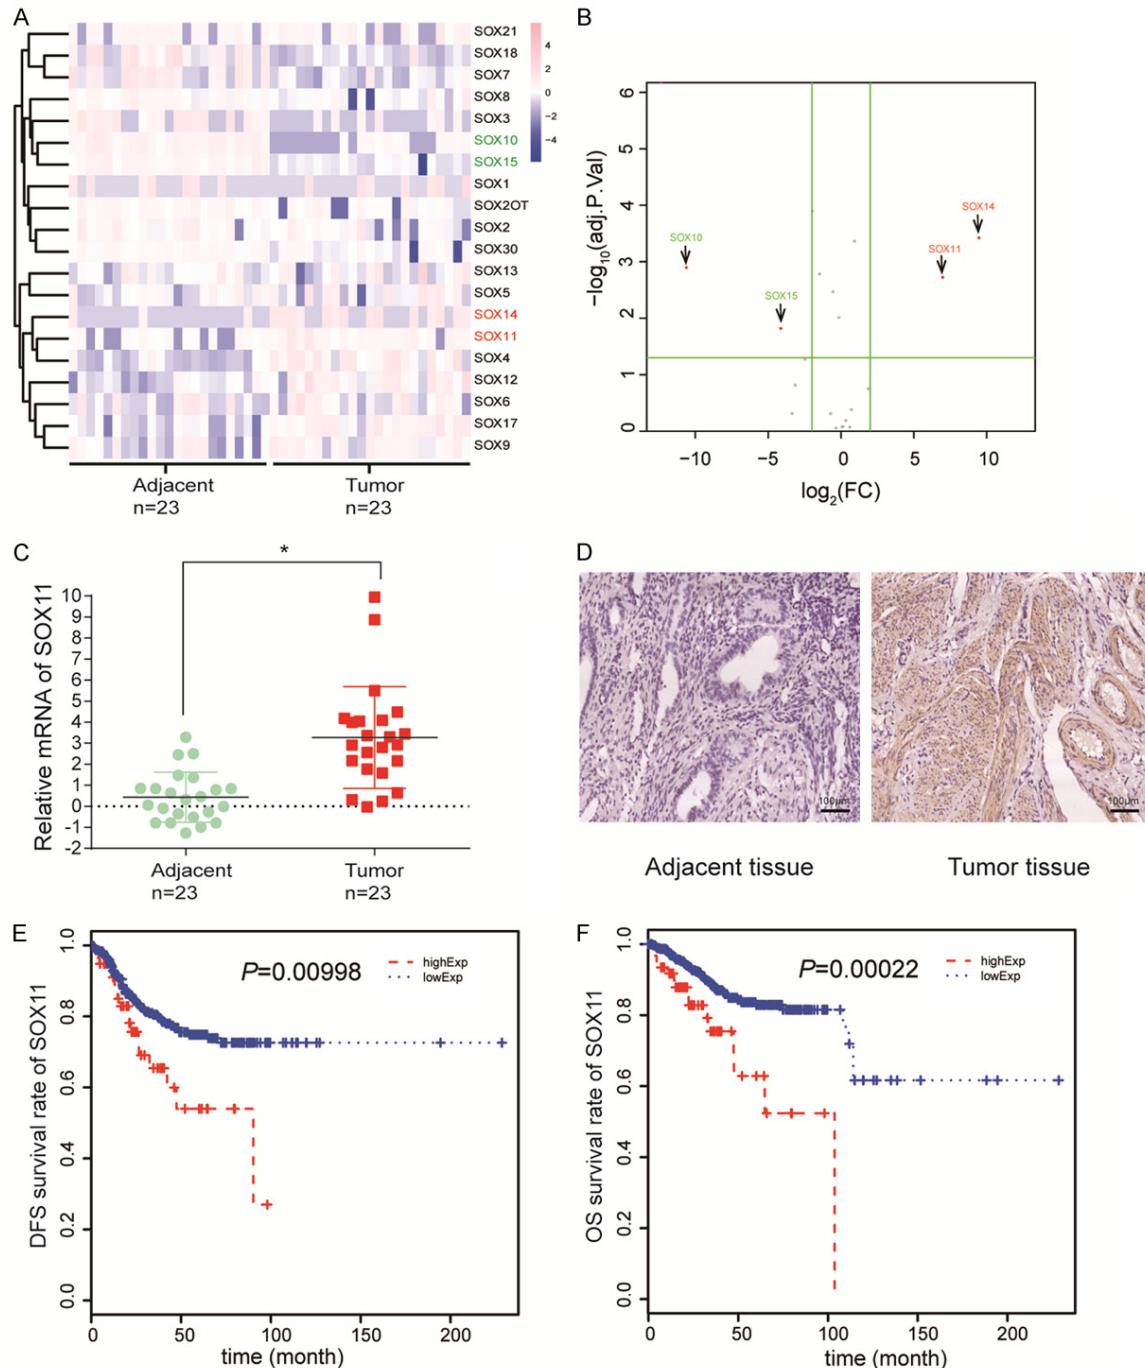 A
SOX21
SOX18
SOX7
SOX8
SOX3
SOX10
SOX15
SOX1
SOX2OT
SOX2
SOX30
SOX13
SOX5
SOX14
SOX11
SOX4
SOX12
SOX6
SOX17
SOX9
4
2
0
−2
−4
Adjacent
n=23
Tumor
n=23
B
−log10(adj.P.Val)
6
5
4
3
2
1
0
SOX10
SOX15
SOX14
SOX11
−10
−5
0
5
10
log2(FC)
C
*
Relative mRNA of SOX11
10
9
8
7
6
5
4
3
2
1
0
-1
-2
Adjacent
n=23
Tumor
n=23
D
100μm
100μm
Adjacent tissue
Tumor tissue
E
DFS survival rate of SOX11
1.0
0.8
0.6
0.4
0.2
0.0
P=0.00998
highExp
lowExp
0
50
100
150
200
time (month)
F
OS survival rate of SOX11
1.0
0.8
0.6
0.4
0.2
0.0
P=0.00022
highExp
lowExp
0
50
100
150
200
time (month)